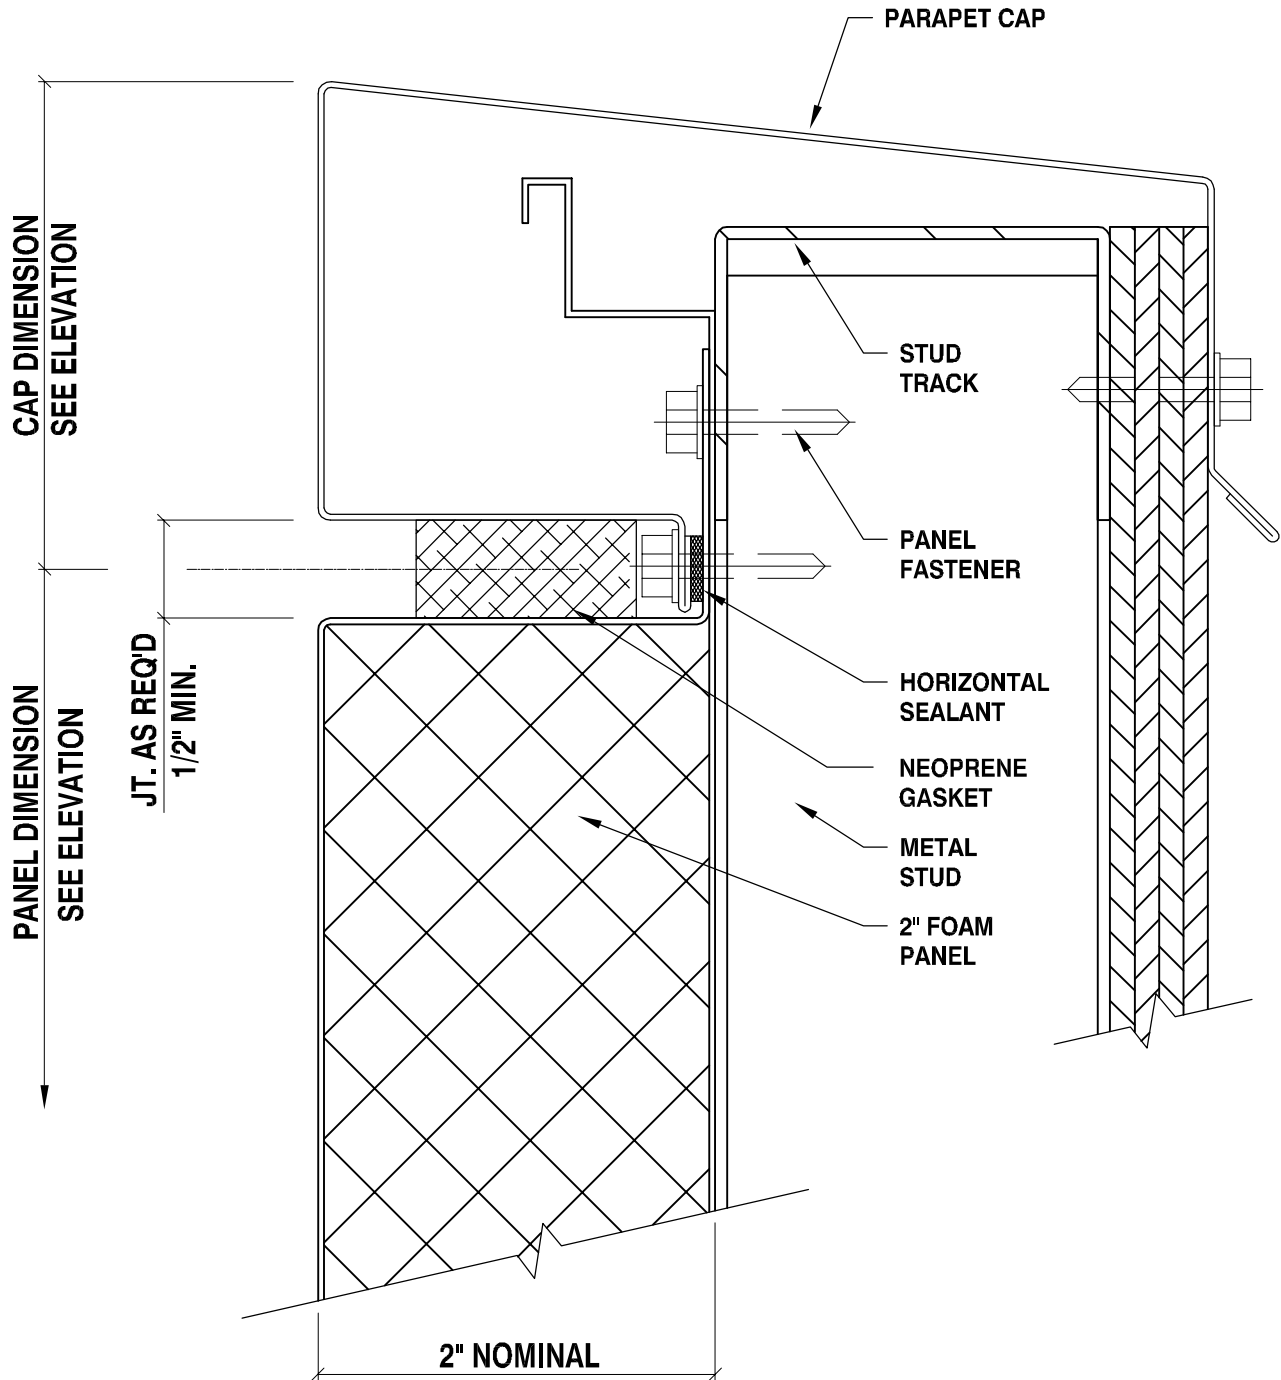 PARAPET CAP
CAP DIMENSION
SEE ELEVATION
STUD
TRACK
PANEL
FASTENER
JT. AS REQ'D
1/2" MIN.
PANEL DIMENSION
SEE ELEVATION
HORIZONTAL
SEALANT
NEOPRENE
GASKET
METAL
STUD
2" FOAM
PANEL
2" NOMINAL